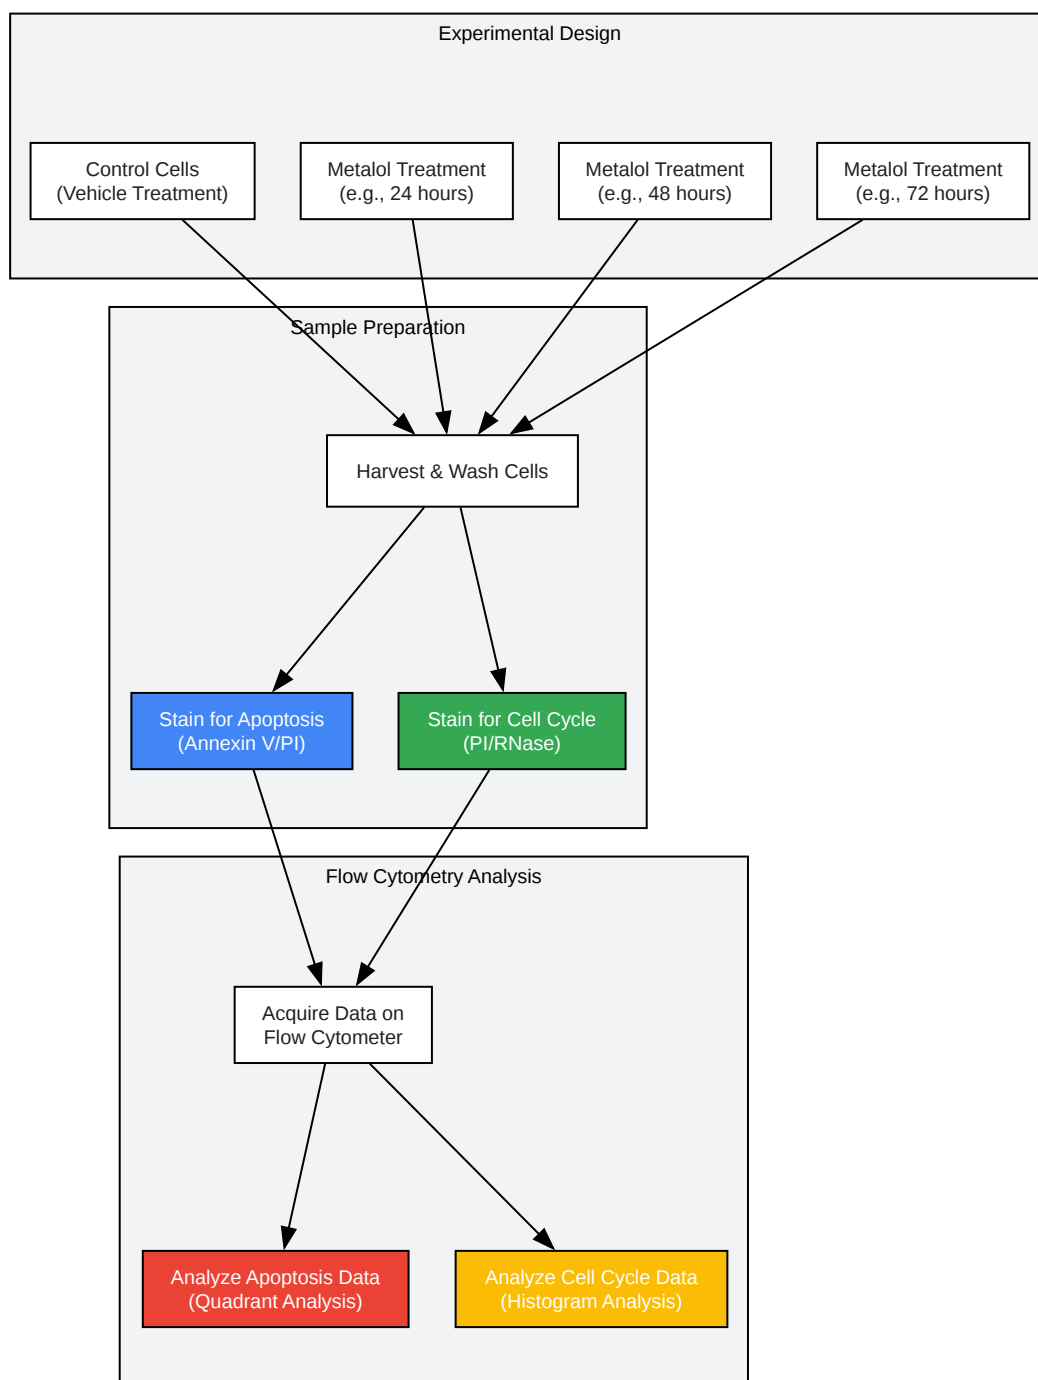 Experimental Design
Control Cells
(Vehicle Treatment)
Metalol Treatment
(e.g., 24 hours)
Metalol Treatment
(e.g., 48 hours)
Metalol Treatment
(e.g., 72 hours)
Sample Preparation
Harvest & Wash Cells
Stain for Apoptosis
(Annexin V/PI)
Stain for Cell Cycle
(PI/RNase)
Flow Cytometry Analysis
Acquire Data on
Flow Cytometer
Analyze Apoptosis Data
(Quadrant Analysis)
Analyze Cell Cycle Data
(Histogram Analysis)